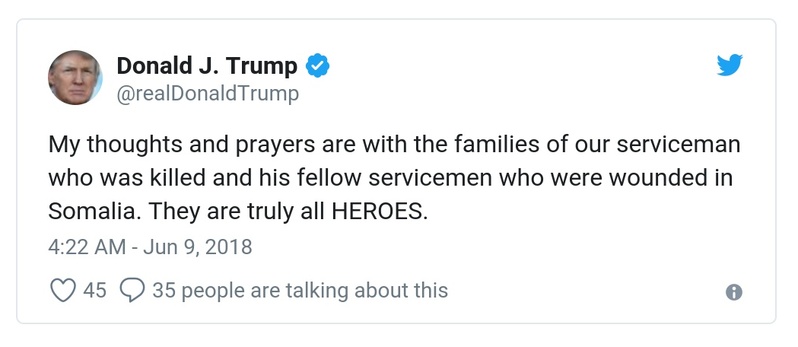 Donald J. Trump
@realDonaldTrump
My thoughts and prayers are with the families of our serviceman
who was killed and his fellow servicemen who were wounded in
Somalia. They are truly all HEROES.
4:22 AM - Jun 9, 2018
45 35 people are talking about this